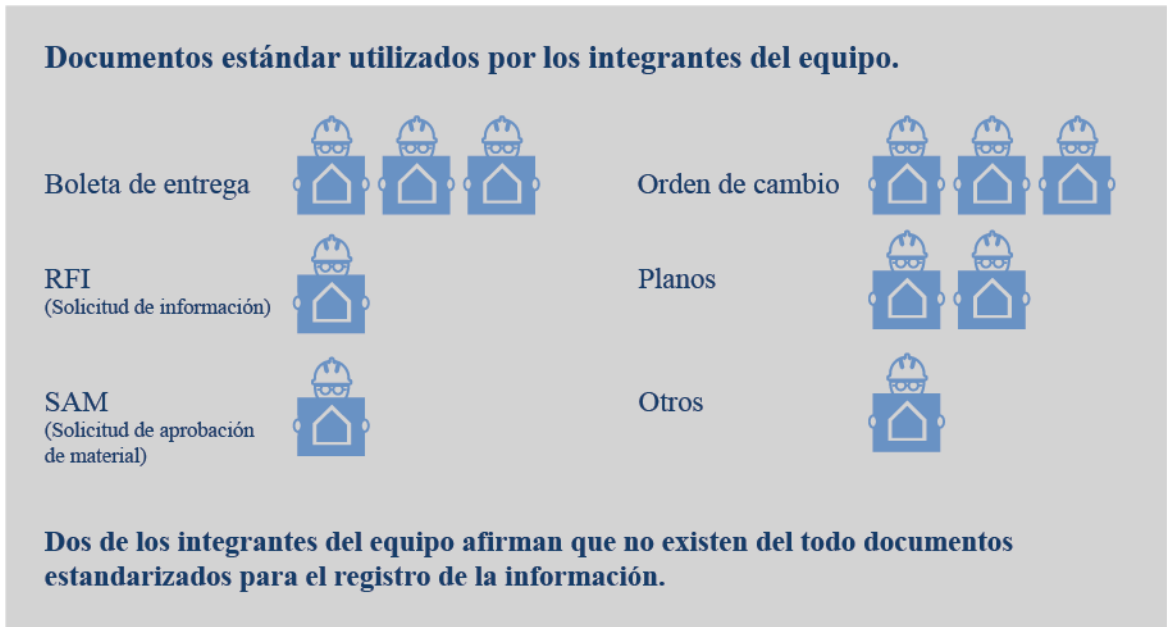 Documentos estándar utilizados por los integrantes del equipo.
Boleta de entrega
Orden de cambio
RFI
(Solicitud de información)
Planos
SAM
(Solicitud de aprobación
de material)
Otros
Dos de los integrantes del equipo afirman que no existen del todo documentos
estandarizados para el registro de la información.